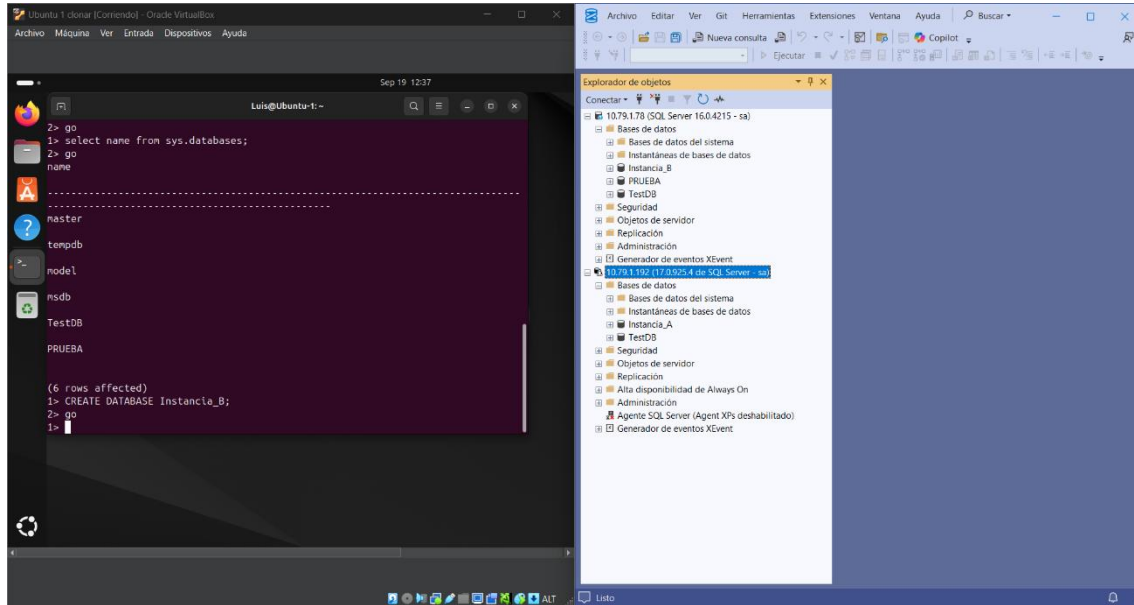 Ubuntu 1 clonar [Corriendo] - Oracle VirtualBox
Archivo Máquina Ver Entrada Dispositivos Ayuda
Sep 19 12:37
Luis@Ubuntu-1: ~
2> go
1> select name from sys.databases;
2> go
name
--------------------------------------------------------------------------------
------------------------------------------------
master
tempdb
model
msdb
TestDB
PRUEBA
(6 rows affected)
1> CREATE DATABASE Instancia_B;
2> go
1>
ALT
Archivo Editar Ver Git Herramientas Extensiones Ventana Ayuda Buscar
Nueva consulta Copilot
Ejecutar
Explorador de objetos
Conectar
10.79.1.78 (SQL Server 16.0.4215 - sa)
Bases de datos
Bases de datos del sistema
Instantáneas de bases de datos
Instancia_B
PRUEBA
TestDB
Seguridad
Objetos de servidor
Replicación
Administración
Generador de eventos XEvent
10.79.1.192 (17.0.925.4 de SQL Server - sa)
Bases de datos
Bases de datos del sistema
Instantáneas de bases de datos
Instancia_A
TestDB
Seguridad
Objetos de servidor
Replicación
Alta disponibilidad de Always On
Administración
Agente SQL Server (Agent XPs deshabilitado)
Generador de eventos XEvent
Listo